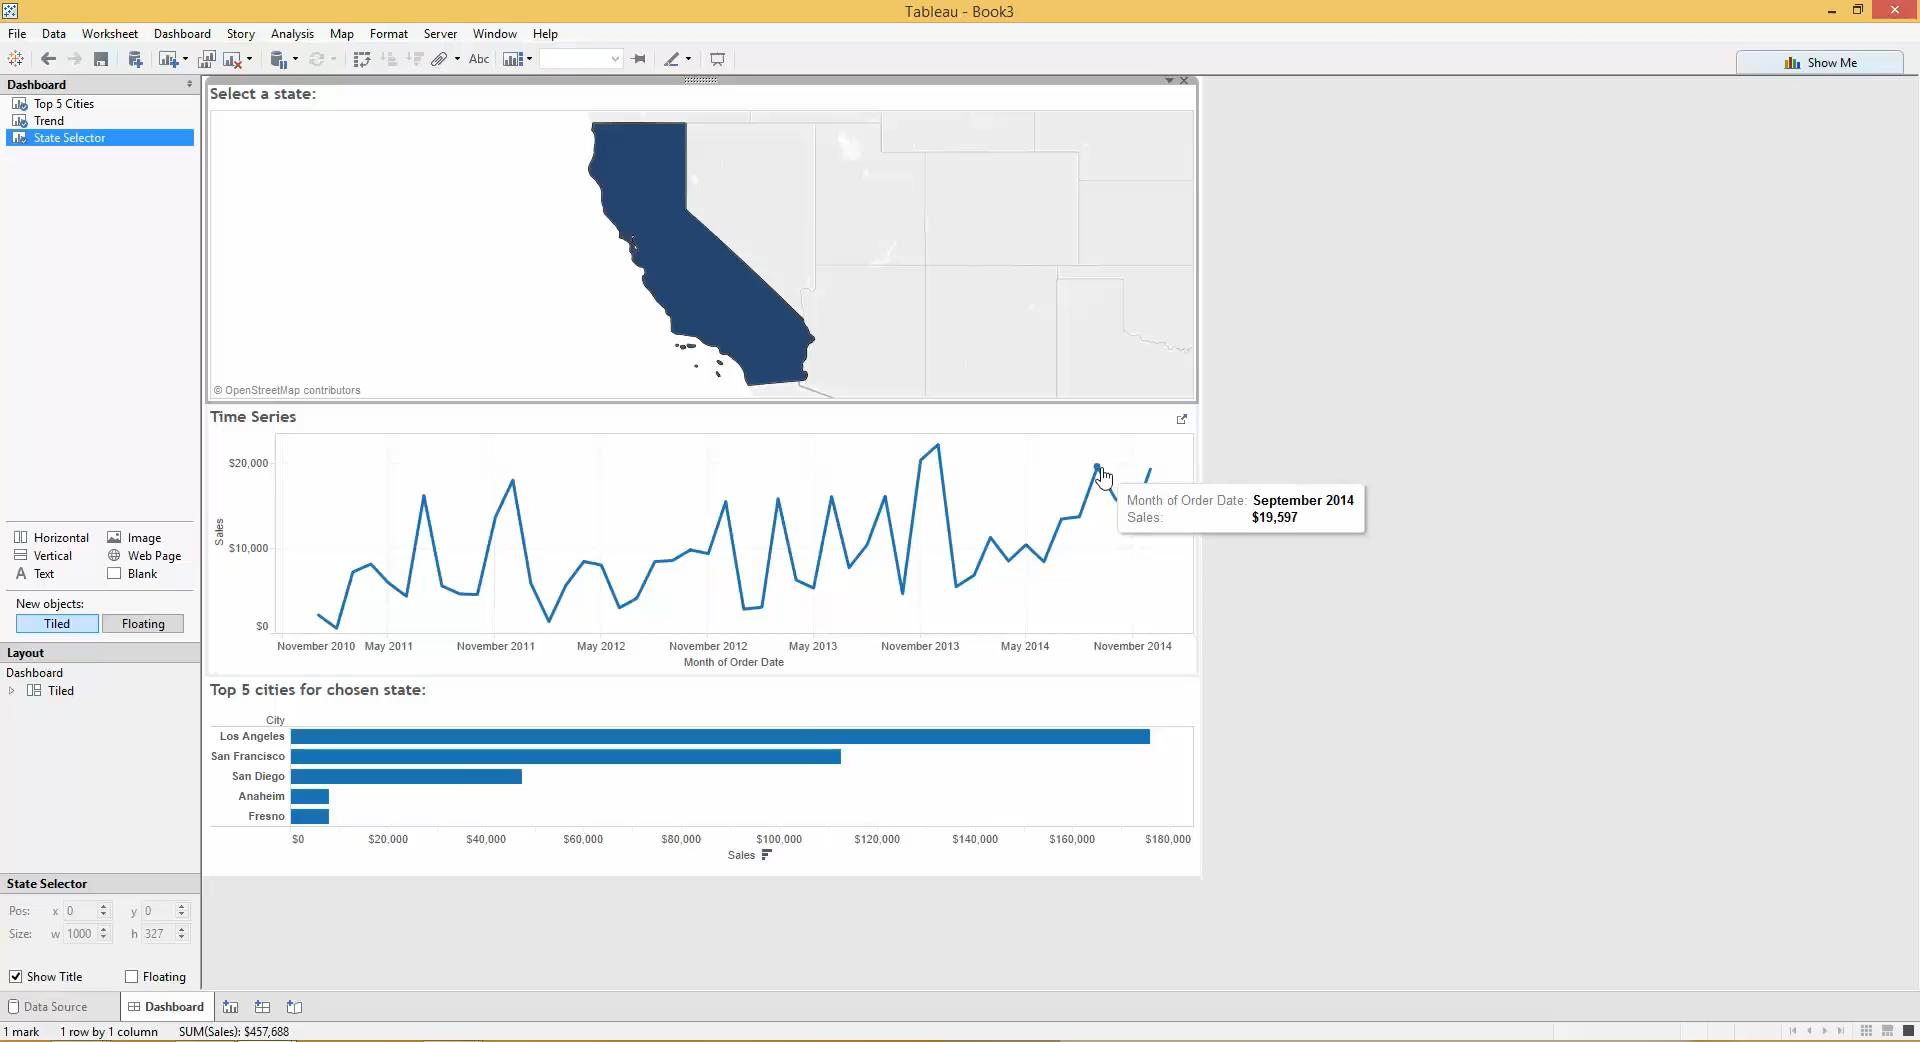 Tableau - Book3
File Data Worksheet Dashboard Story Analysis Map Format Server Window Help
Abc
Show Me
Dashboard
Top 5 Cities
Trend
State Selector
Horizontal Image
Vertical Web Page
A Text Blank
New objects:
Tiled Floating
Layout
Dashboard
Tiled
State Selector
Pos: x 0 y 0
Size: w 1000 h 327
Show Title Floating
Select a state:
© OpenStreetMap contributors
Time Series
Sales
$20,000
$10,000
$0
November 2010 May 2011 November 2011 May 2012 November 2012 May 2013 November 2013 May 2014 November 2014
Month of Order Date
Month of Order Date: September 2014
Sales: $19,597
Top 5 cities for chosen state:
City
Los Angeles
San Francisco
San Diego
Anaheim
Fresno
$0 $20,000 $40,000 $60,000 $80,000 $100,000 $120,000 $140,000 $160,000 $180,000
Sales
Data Source Dashboard
1 mark 1 row by 1 column SUM(Sales): $457,688